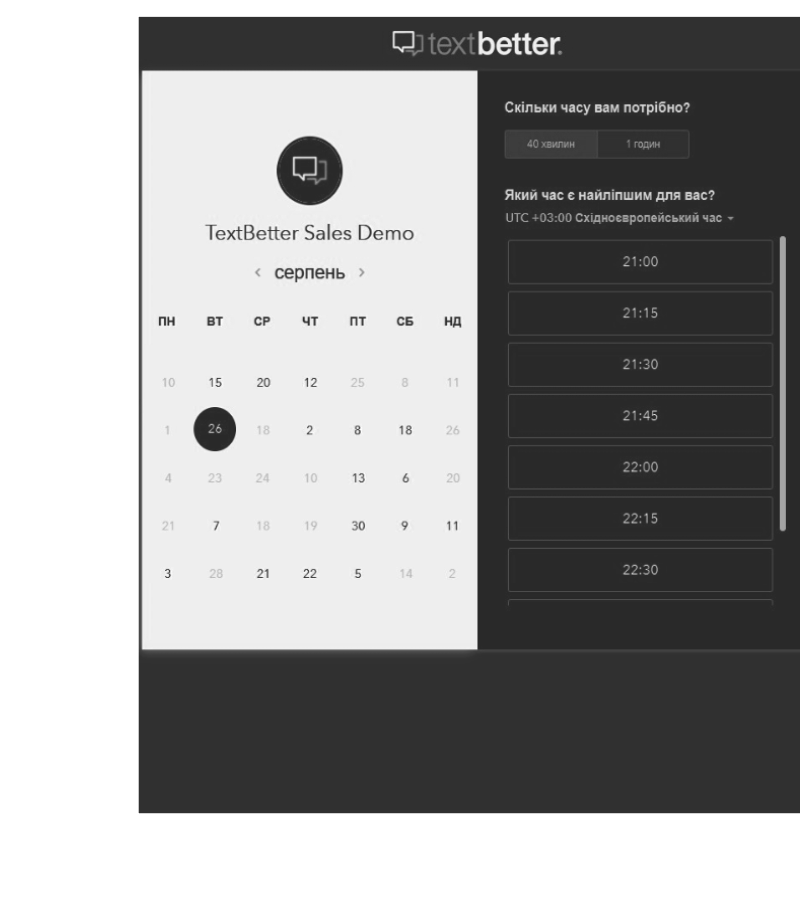 textbetter.
TextBetter Sales Demo
< серпень >
ПН ВТ СР ЧТ ПТ СБ НД
10 15 20 12 25 8 11
1 26 18 2 8 18 26
4 23 24 10 13 6 20
21 7 18 19 30 9 11
3 28 21 22 5 14 2
Скільки часу вам потрібно?
40 хвилин 1 годин
Який час є найліпшим для вас?
UTC +03:00 Східноєвропейський час
21:00
21:15
21:30
21:45
22:00
22:15
22:30